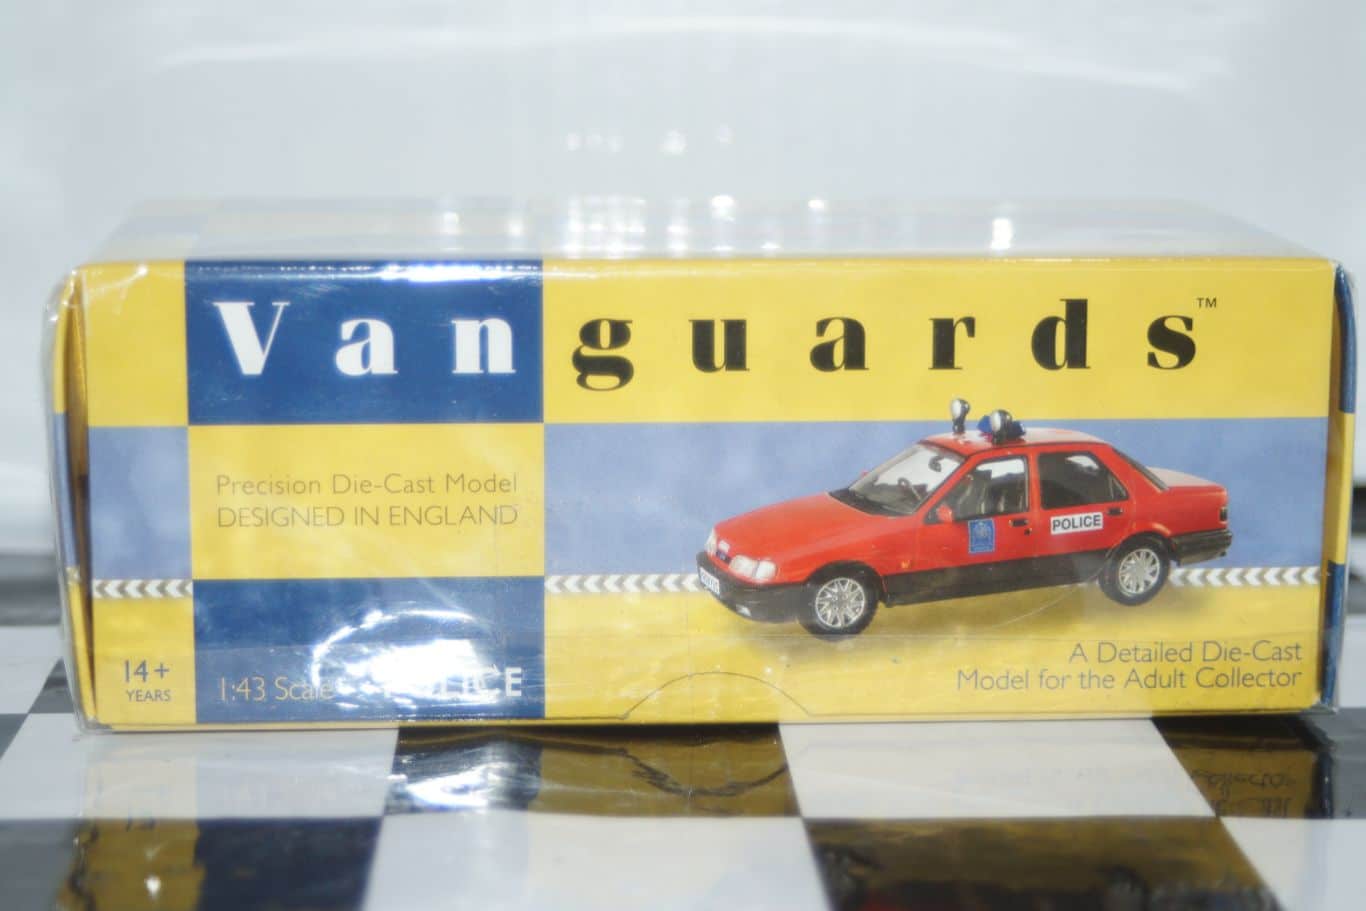 Vanguards™
Precision Die-Cast Model
DESIGNED IN ENGLAND
POLICE
14+
YEARS
1:43 Scale
POLICE
A Detailed Die-Cast
Model for the Adult Collector